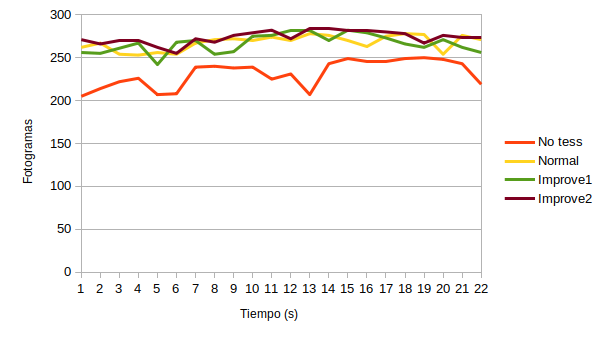 300
250
200
150
100
50
0
Fotogramas
1 2 3 4 5 6 7 8 9 10 11 12 13 14 15 16 17 18 19 20 21 22
Tiempo (s)
No tess
Normal
Improve1
Improve2